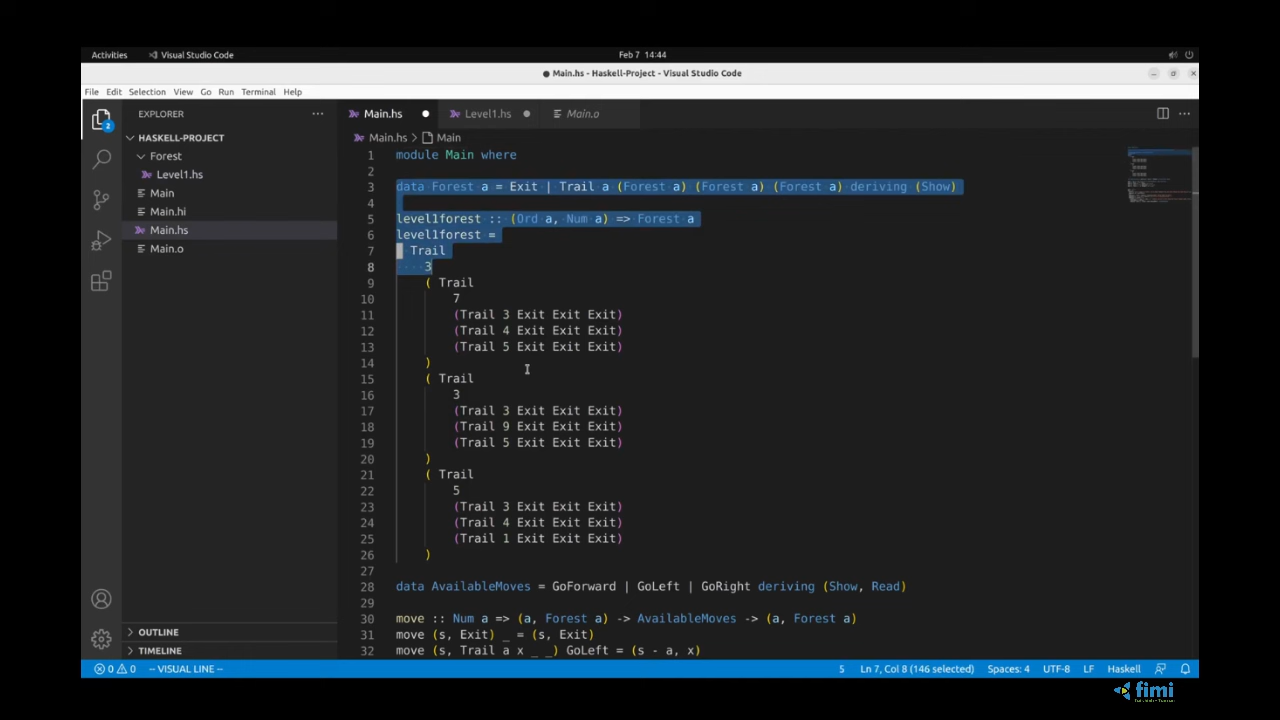 Activities
Visual Studio Code
Feb 7 14:44
● Main.hs - Haskell-Project - Visual Studio Code
File Edit Selection View Go Run Terminal Help
EXPLORER
Main.hs
Level1.hs
Main.o
2
HASKELL-PROJECT
Forest
Level1.hs
Main
Main.hi
Main.hs
Main.o
OUTLINE
TIMELINE
Main.hs > Main
1 module Main where
2
3 data Forest a = Exit | Trail a (Forest a) (Forest a) (Forest a) deriving (Show)
4
5 level1forest :: (Ord a, Num a) => Forest a
6 level1forest =
7 Trail
8 3
9 ( Trail
10 7
11 (Trail 3 Exit Exit Exit)
12 (Trail 4 Exit Exit Exit)
13 (Trail 5 Exit Exit Exit)
14 )
15 ( Trail
16 3
17 (Trail 3 Exit Exit Exit)
18 (Trail 9 Exit Exit Exit)
19 (Trail 5 Exit Exit Exit)
20 )
21 ( Trail
22 5
23 (Trail 3 Exit Exit Exit)
24 (Trail 4 Exit Exit Exit)
25 (Trail 1 Exit Exit Exit)
26 )
27
28 data AvailableMoves = GoForward | GoLeft | GoRight deriving (Show, Read)
29
30 move :: Num a => (a, Forest a) -> AvailableMoves -> (a, Forest a)
31 move (s, Exit) _ = (s, Exit)
32 move (s, Trail a x _ _) GoLeft = (s - a, x)
0 0 -- VISUAL LINE -- 5 Ln 7, Col 8 (146 selected) Spaces: 4 UTF-8 LF Haskell
fimi